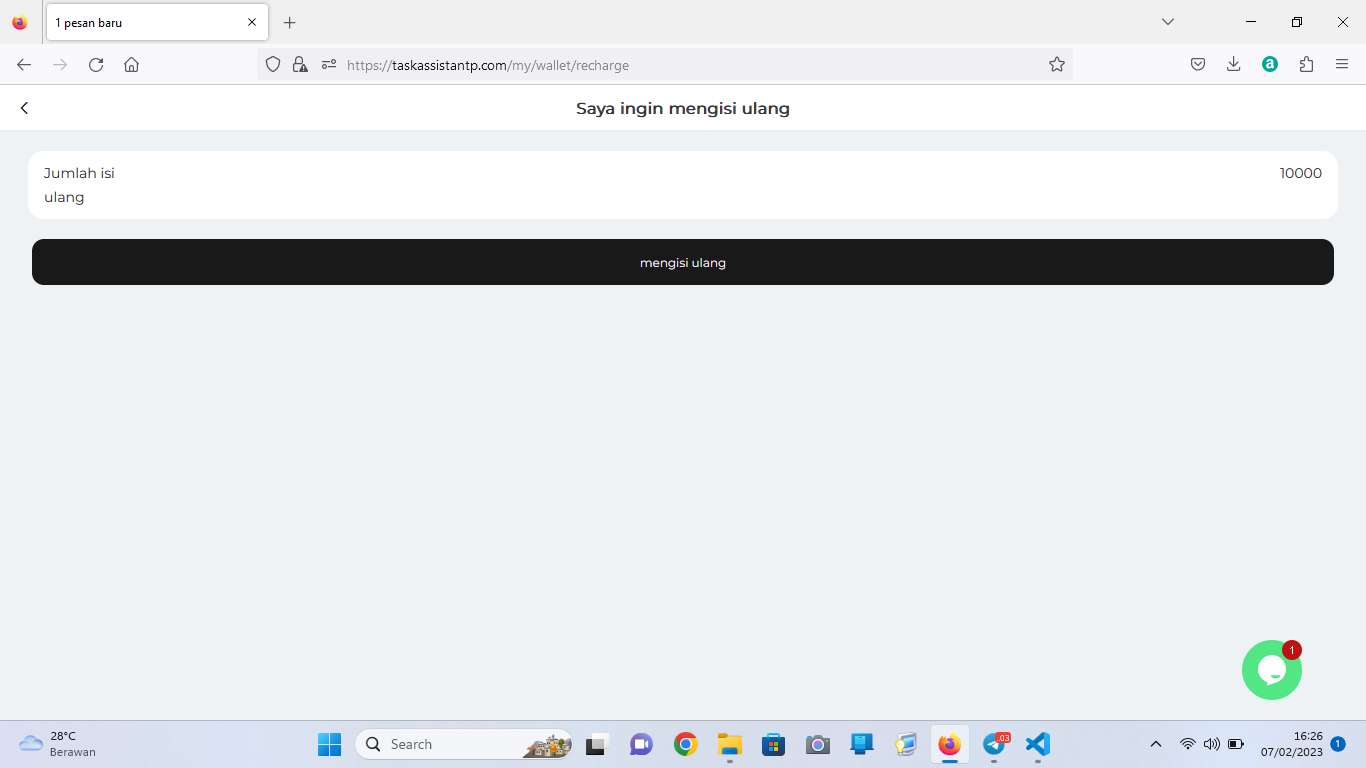 1 pesan baru
https://taskassistantp.com/my/wallet/recharge
Saya ingin mengisi ulang
Jumlah isi
ulang
10000
mengisi ulang
1
28°C
Berawan
Search
.03
16:26
07/02/2023
1